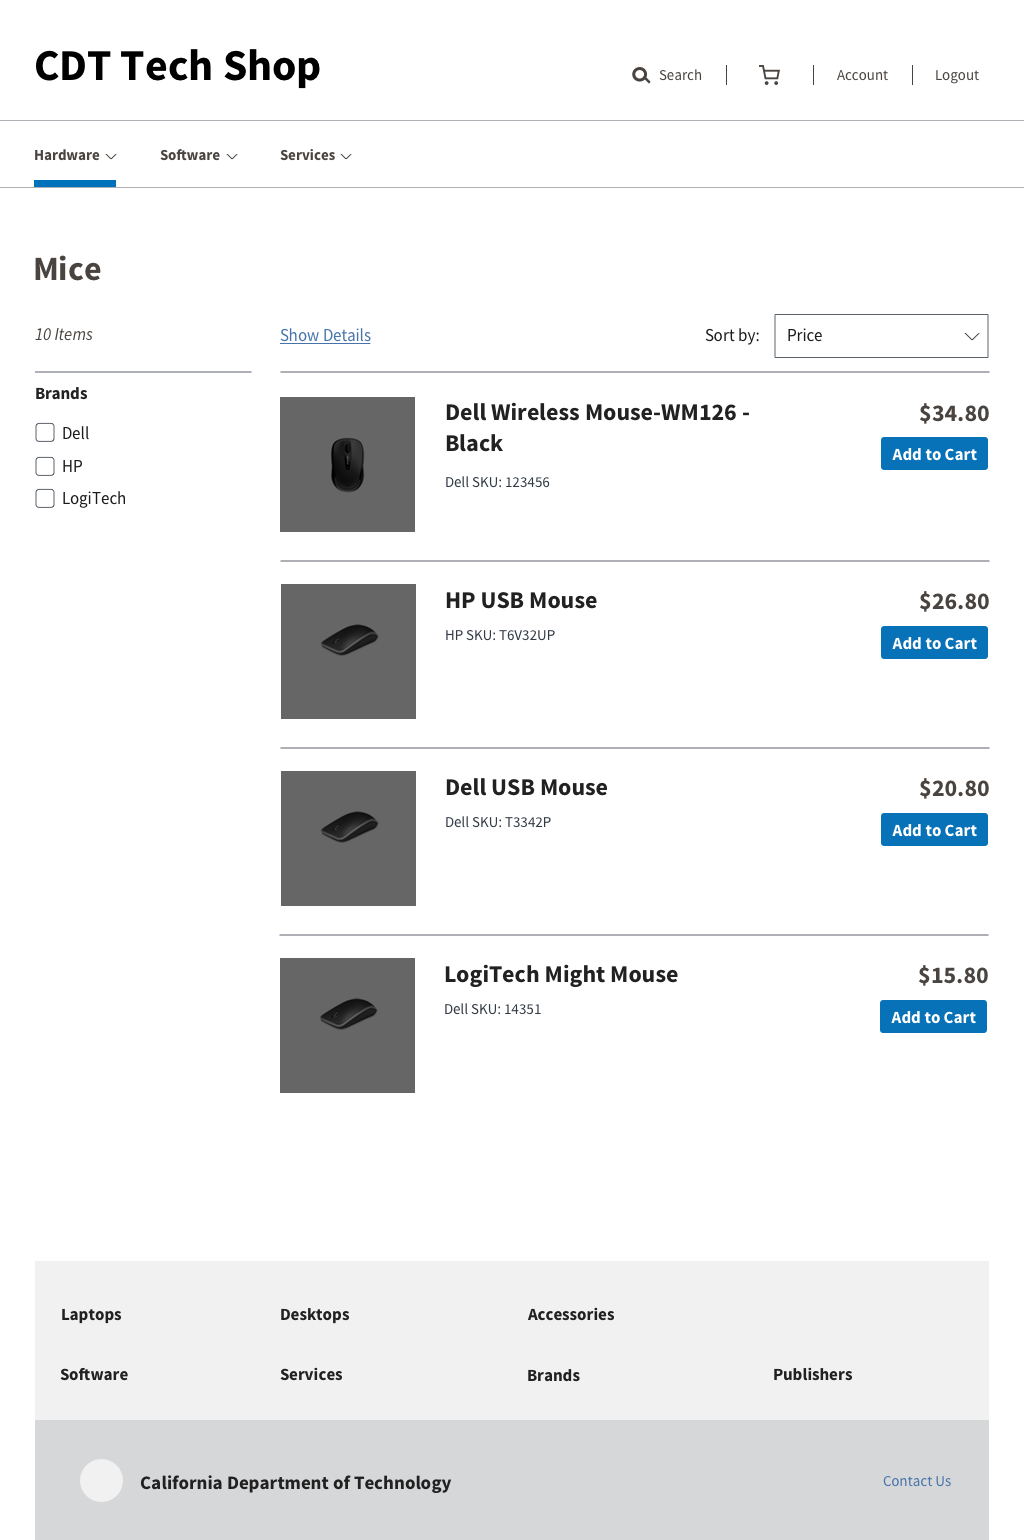 CDT Tech Shop
Search
Account
Logout
Hardware
Software
Services
Mice
10 Items
Show Details
Sort by:
Price
Brands
Dell
HP
LogiTech
Dell Wireless Mouse-WM126 -
Black
Dell SKU: 123456
$34.80
Add to Cart
HP USB Mouse
HP SKU: T6V32UP
$26.80
Add to Cart
Dell USB Mouse
Dell SKU: T3342P
$20.80
Add to Cart
LogiTech Might Mouse
Dell SKU: 14351
$15.80
Add to Cart
Laptops
Desktops
Accessories
Software
Services
Brands
Publishers
California Department of Technology
Contact Us